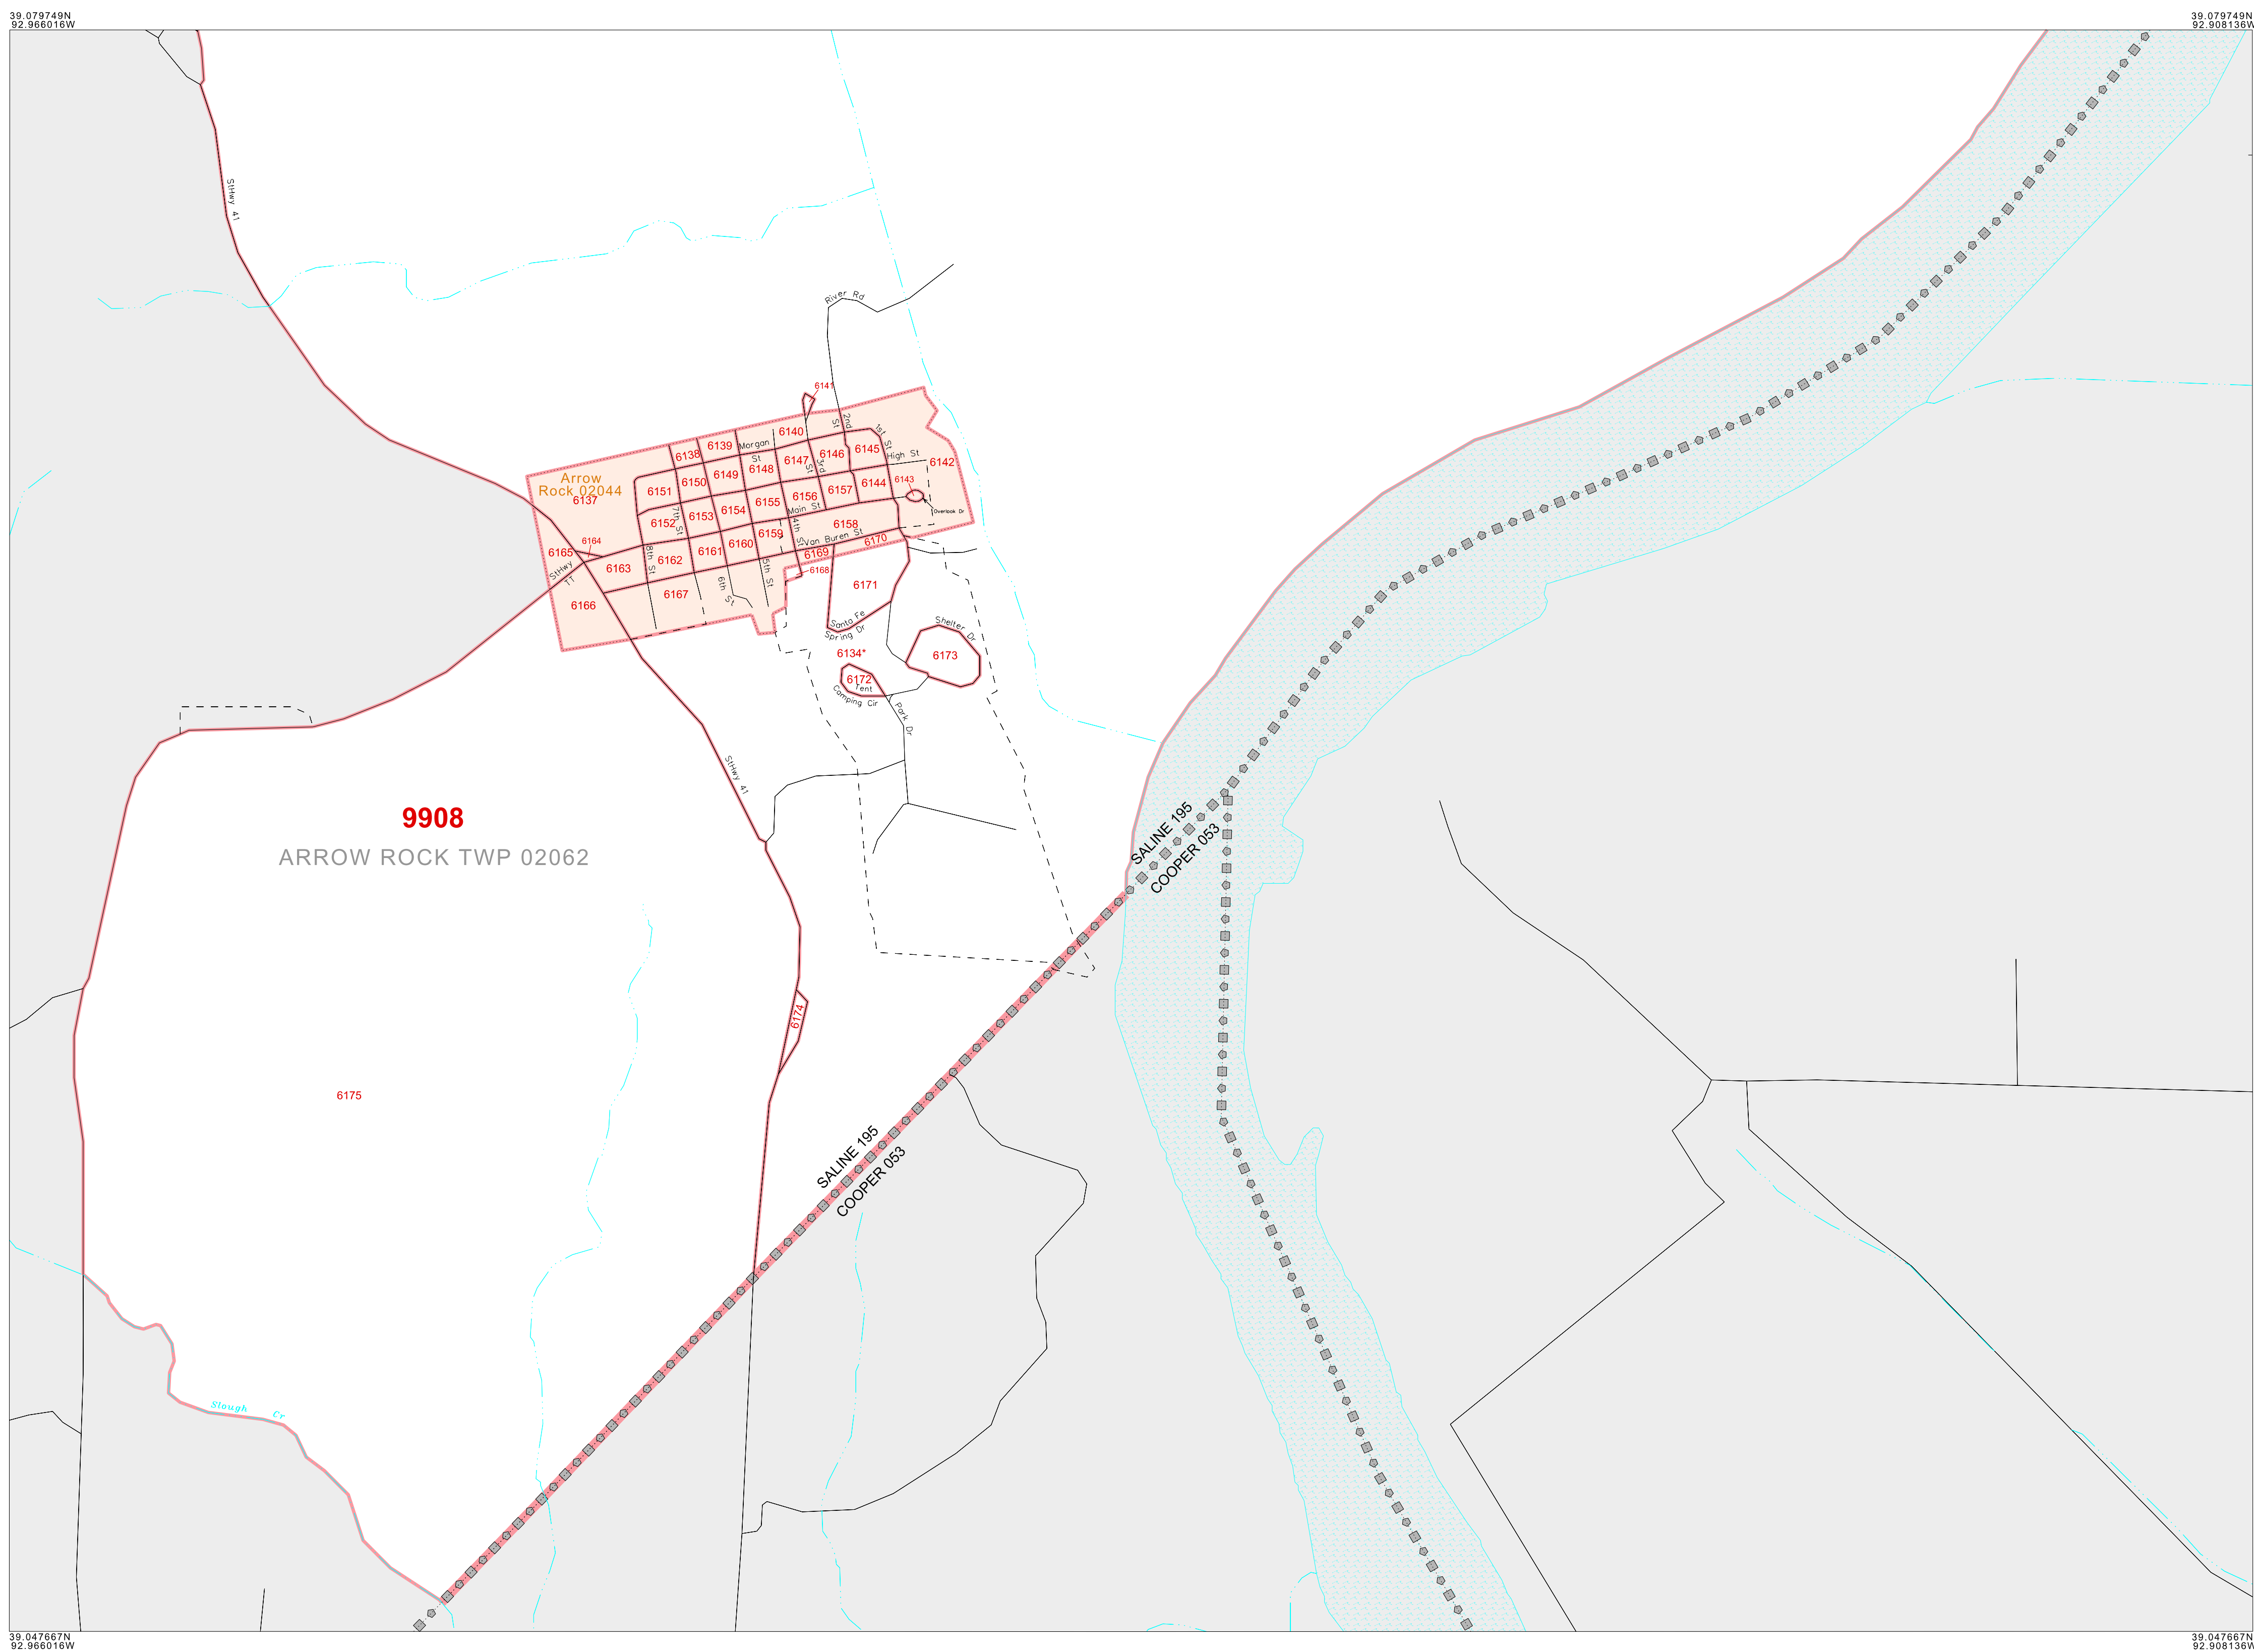 39.079749N
92.966016W
39.079749N
92.908136W
StHwy 41
River Rd
6141
2nd St
1st St
6140
6139
Morgan St
6138
6145
6146
High St
6142
6147
3rd St
6148
6149
6150
6151
Arrow
Rock 02044
6137
6143
6144
6157
6156
6155
Overlook Dr
Main St
6154
6153
7th St
6152
4th St
6158
6159
Van Buren St
6170
6160
6161
6164
6165
8th St
6162
6163
6169
6168
StHwy TT
5th St
6th St
6171
6167
6166
Santa Fe
Spring Dr
Shelter Dr
6134*
6173
6172
Tent
Camping Cir
Park Dr
StHwy 41
9908
ARROW ROCK TWP 02062
SALINE 195
COOPER 053
6174
6175
SALINE 195
COOPER 053
Slough Cr
39.047667N
92.966016W
39.047667N
92.908136W